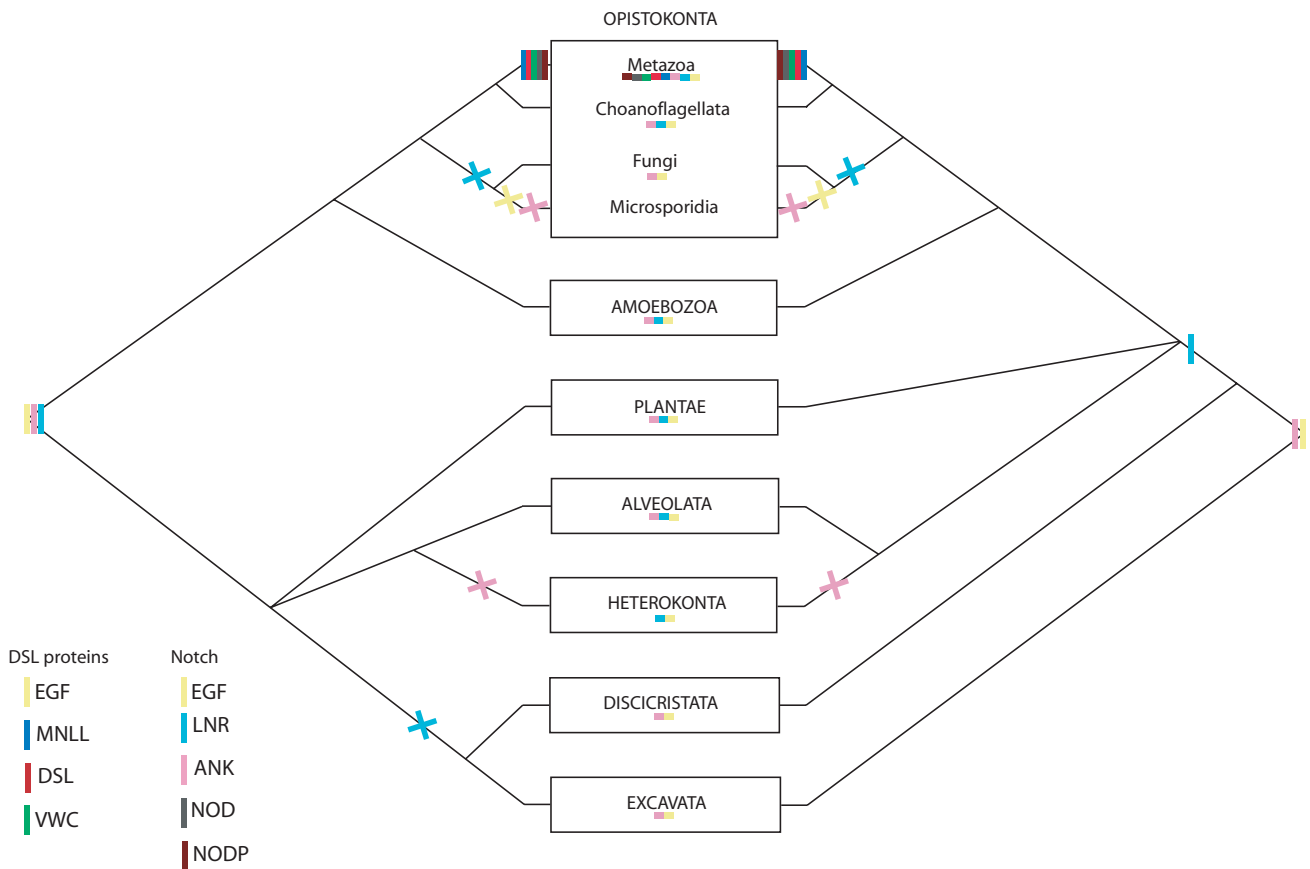 OPISTOKONTA
Metazoa
Choanoflagellata
Fungi
Microsporidia
AMOEBOZOA
PLANTAE
ALVEOLATA
HETEROKONTA
DISCICRISTATA
EXCAVATA
DSL proteins
EGF
MNLL
DSL
VWC
Notch
EGF
LNR
ANK
NOD
NODP